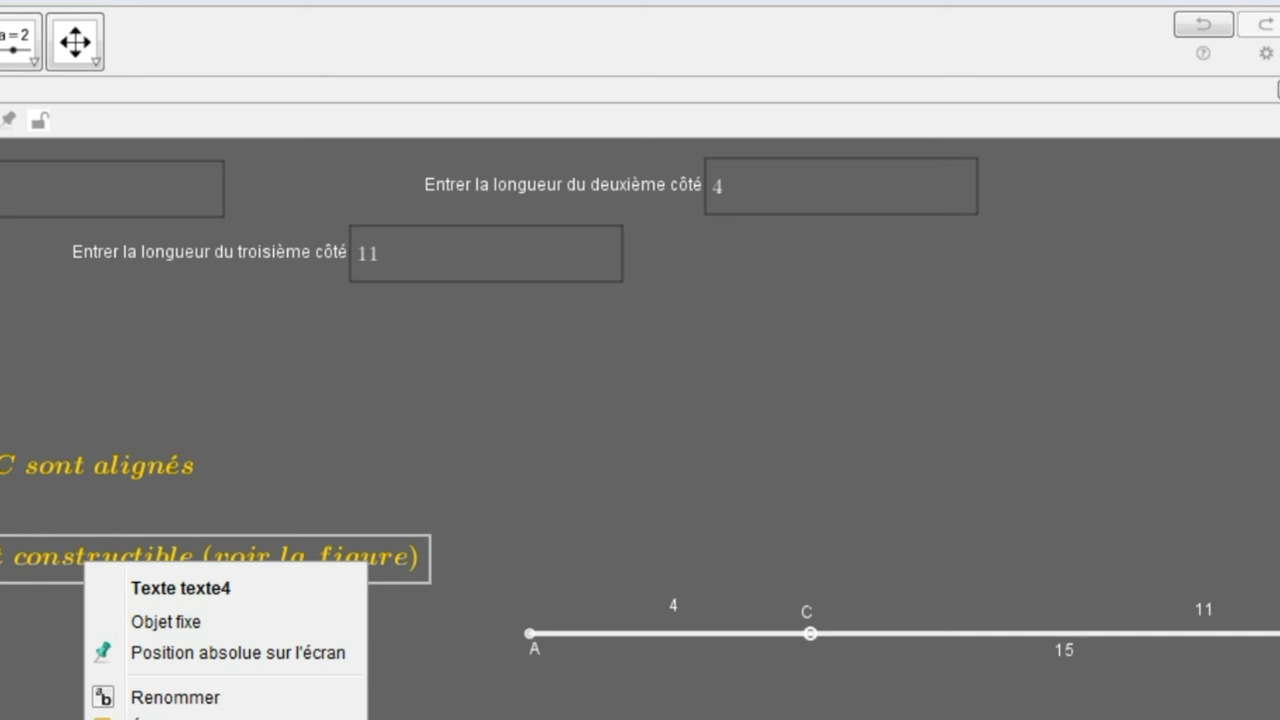 a=2
Entrer la longueur du deuxième côté 4
Entrer la longueur du troisième côté 11
C sont alignés
constructible (voir la figure)
Texte texte4
Objet fixe
Position absolue sur l'écran
ab Renommer
4
C
11
A
15